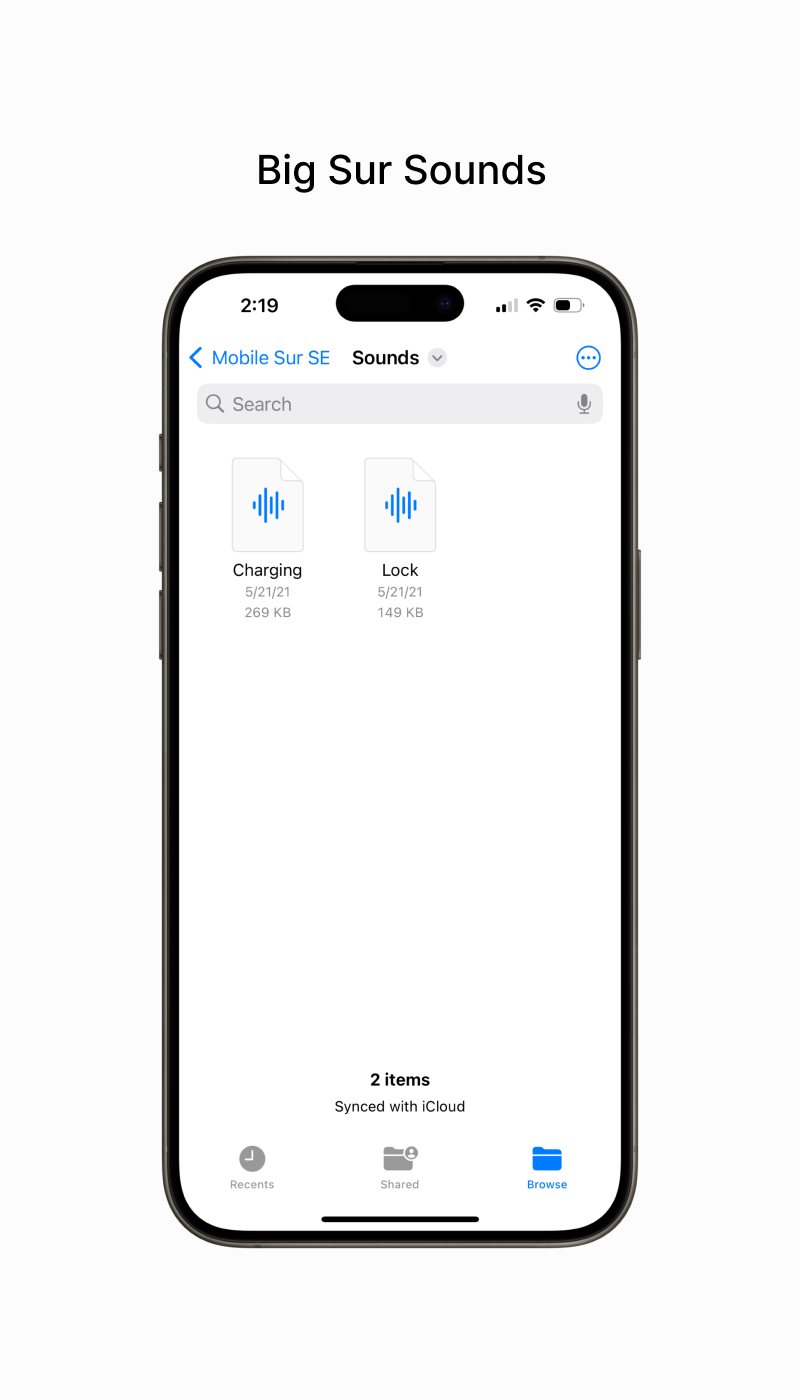 Big Sur Sounds
2:19
Mobile Sur SE Sounds
Search
Charging Lock
5/21/21 5/21/21
269 KB 149 KB
2 items
Synced with iCloud
Recents Shared Browse